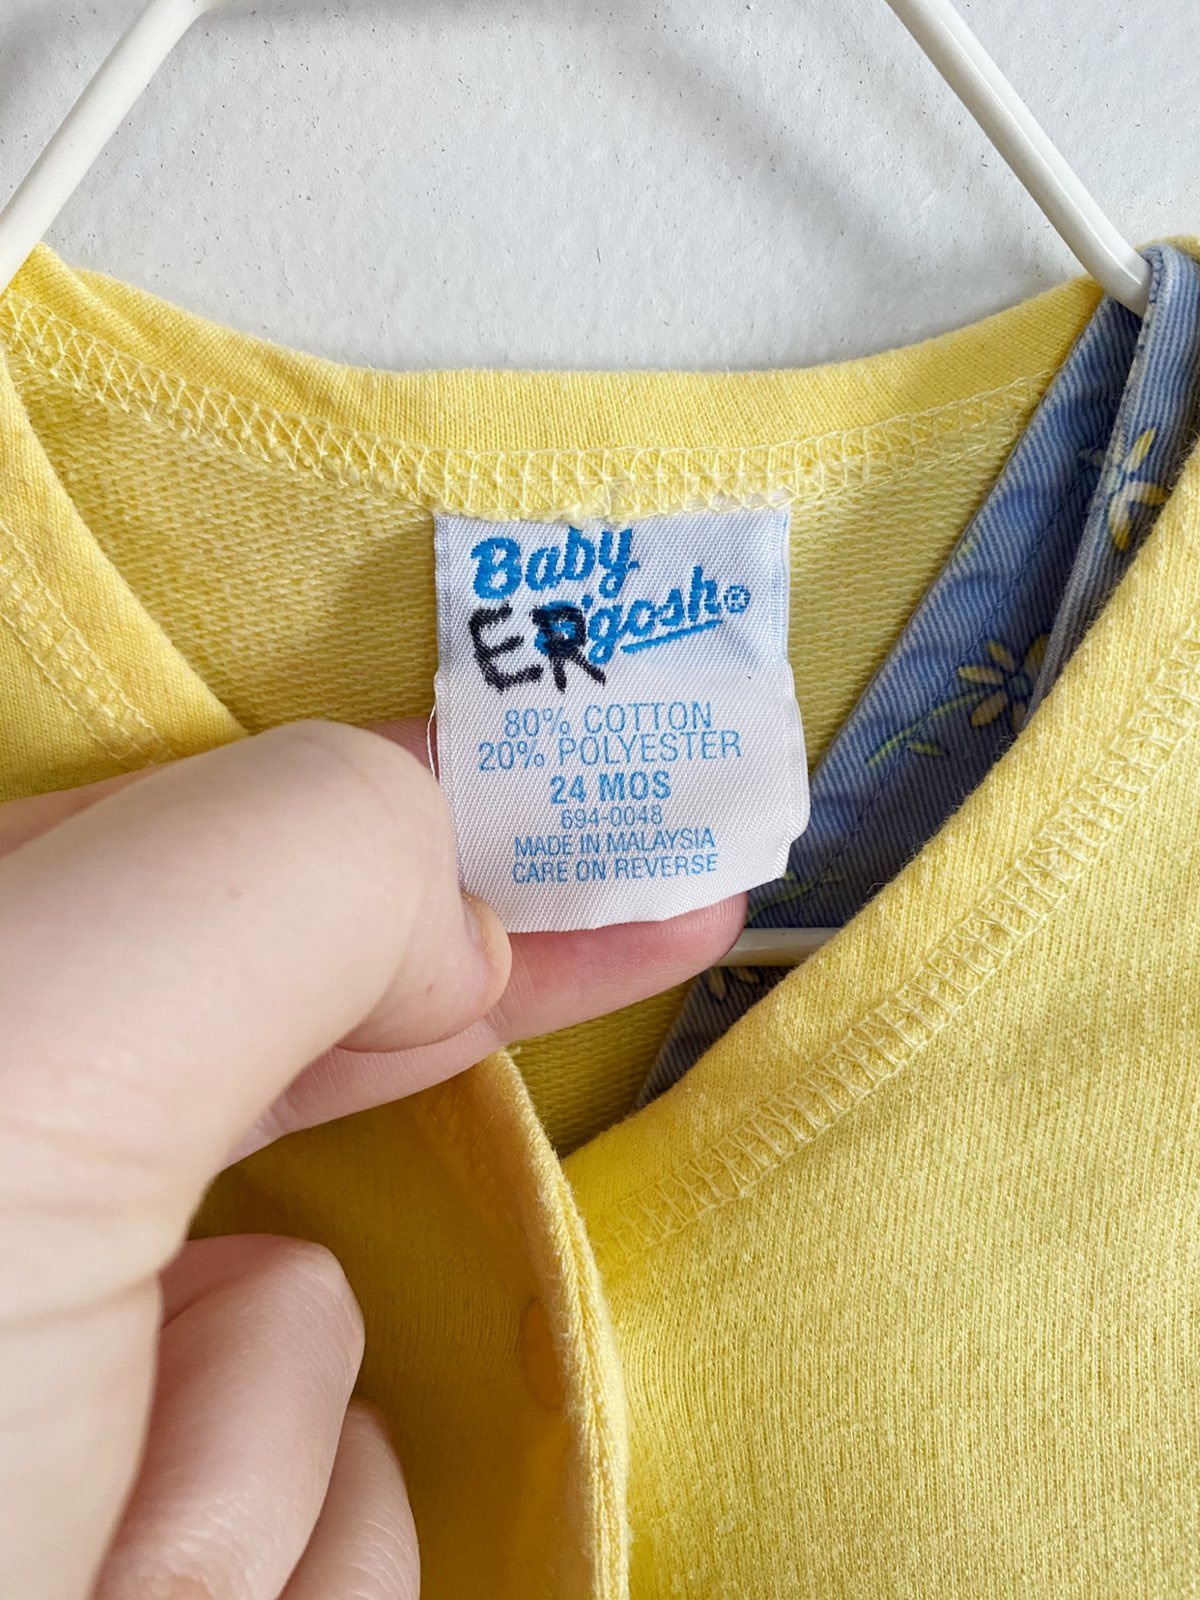 Baby
B'gosh®
ER
80% COTTON
20% POLYESTER
24 MOS
694-0048
MADE IN MALAYSIA
CARE ON REVERSE